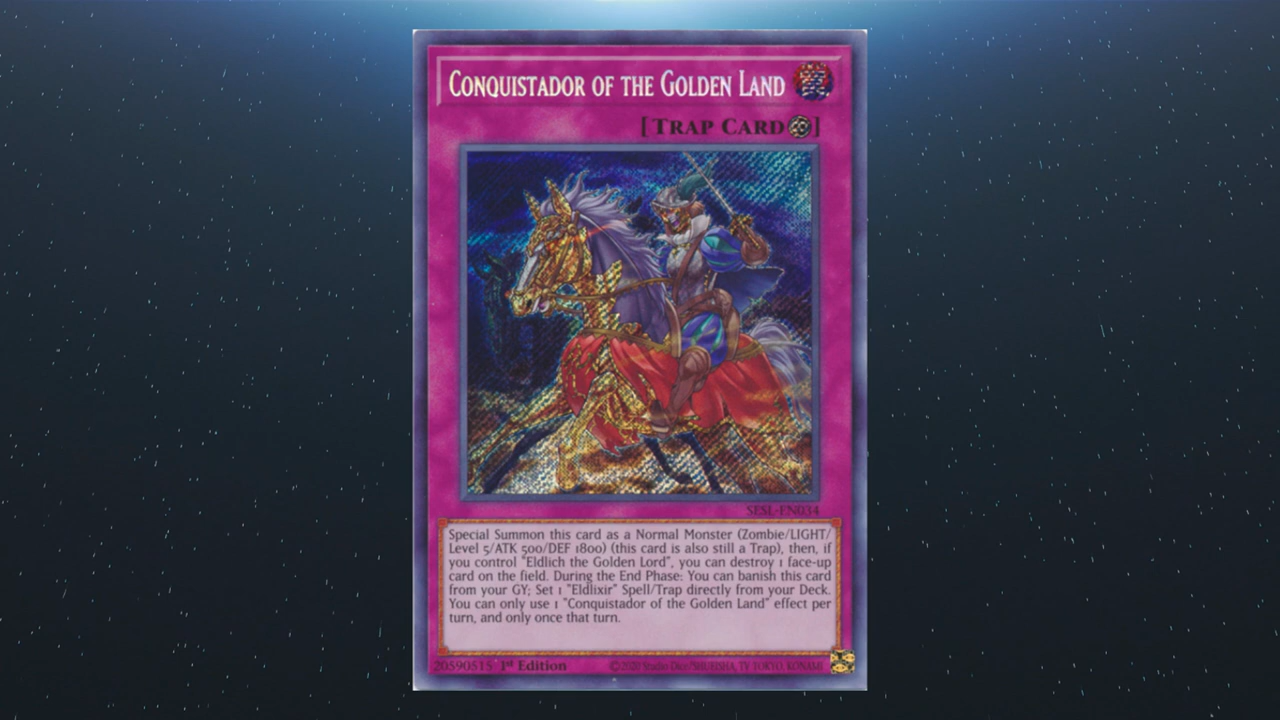 Conquistador of the Golden Land
[Trap Card]
SESL-EN034
Special Summon this card as a Normal Monster (Zombie/LIGHT/
Level 5/ATK 500/DEF 1800) (this card is also still a Trap), then, if
you control "Eldlich the Golden Lord", you can destroy 1 face-up
card on the field. During the End Phase: You can banish this card
from your GY; Set 1 "Eldlixir" Spell/Trap directly from your Deck.
You can only use 1 "Conquistador of the Golden Land" effect per
turn, and only once that turn.
20590515 1st Edition ©2020 Studio Dice/SHUEISHA, TV TOKYO, KONAMI